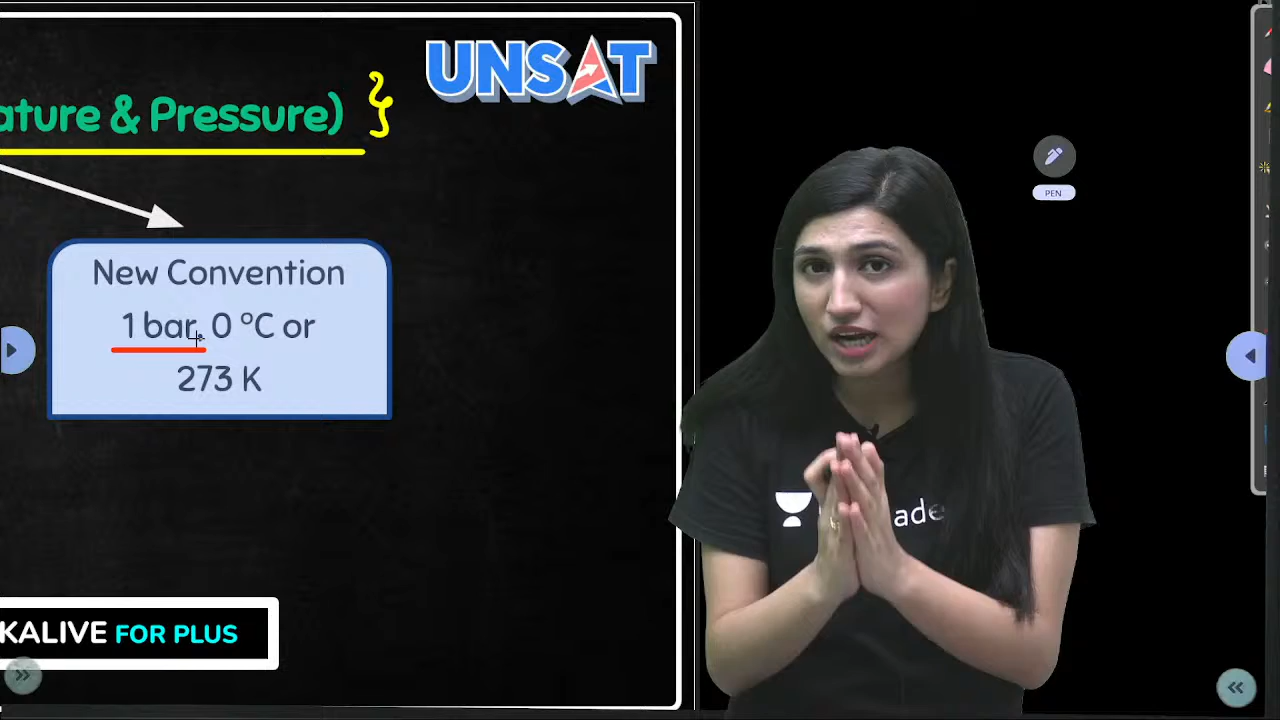 UNSAT
ature & Pressure)
PEN
New Convention
1 bar, 0 °C or
273 K
ade
KALIVE FOR PLUS